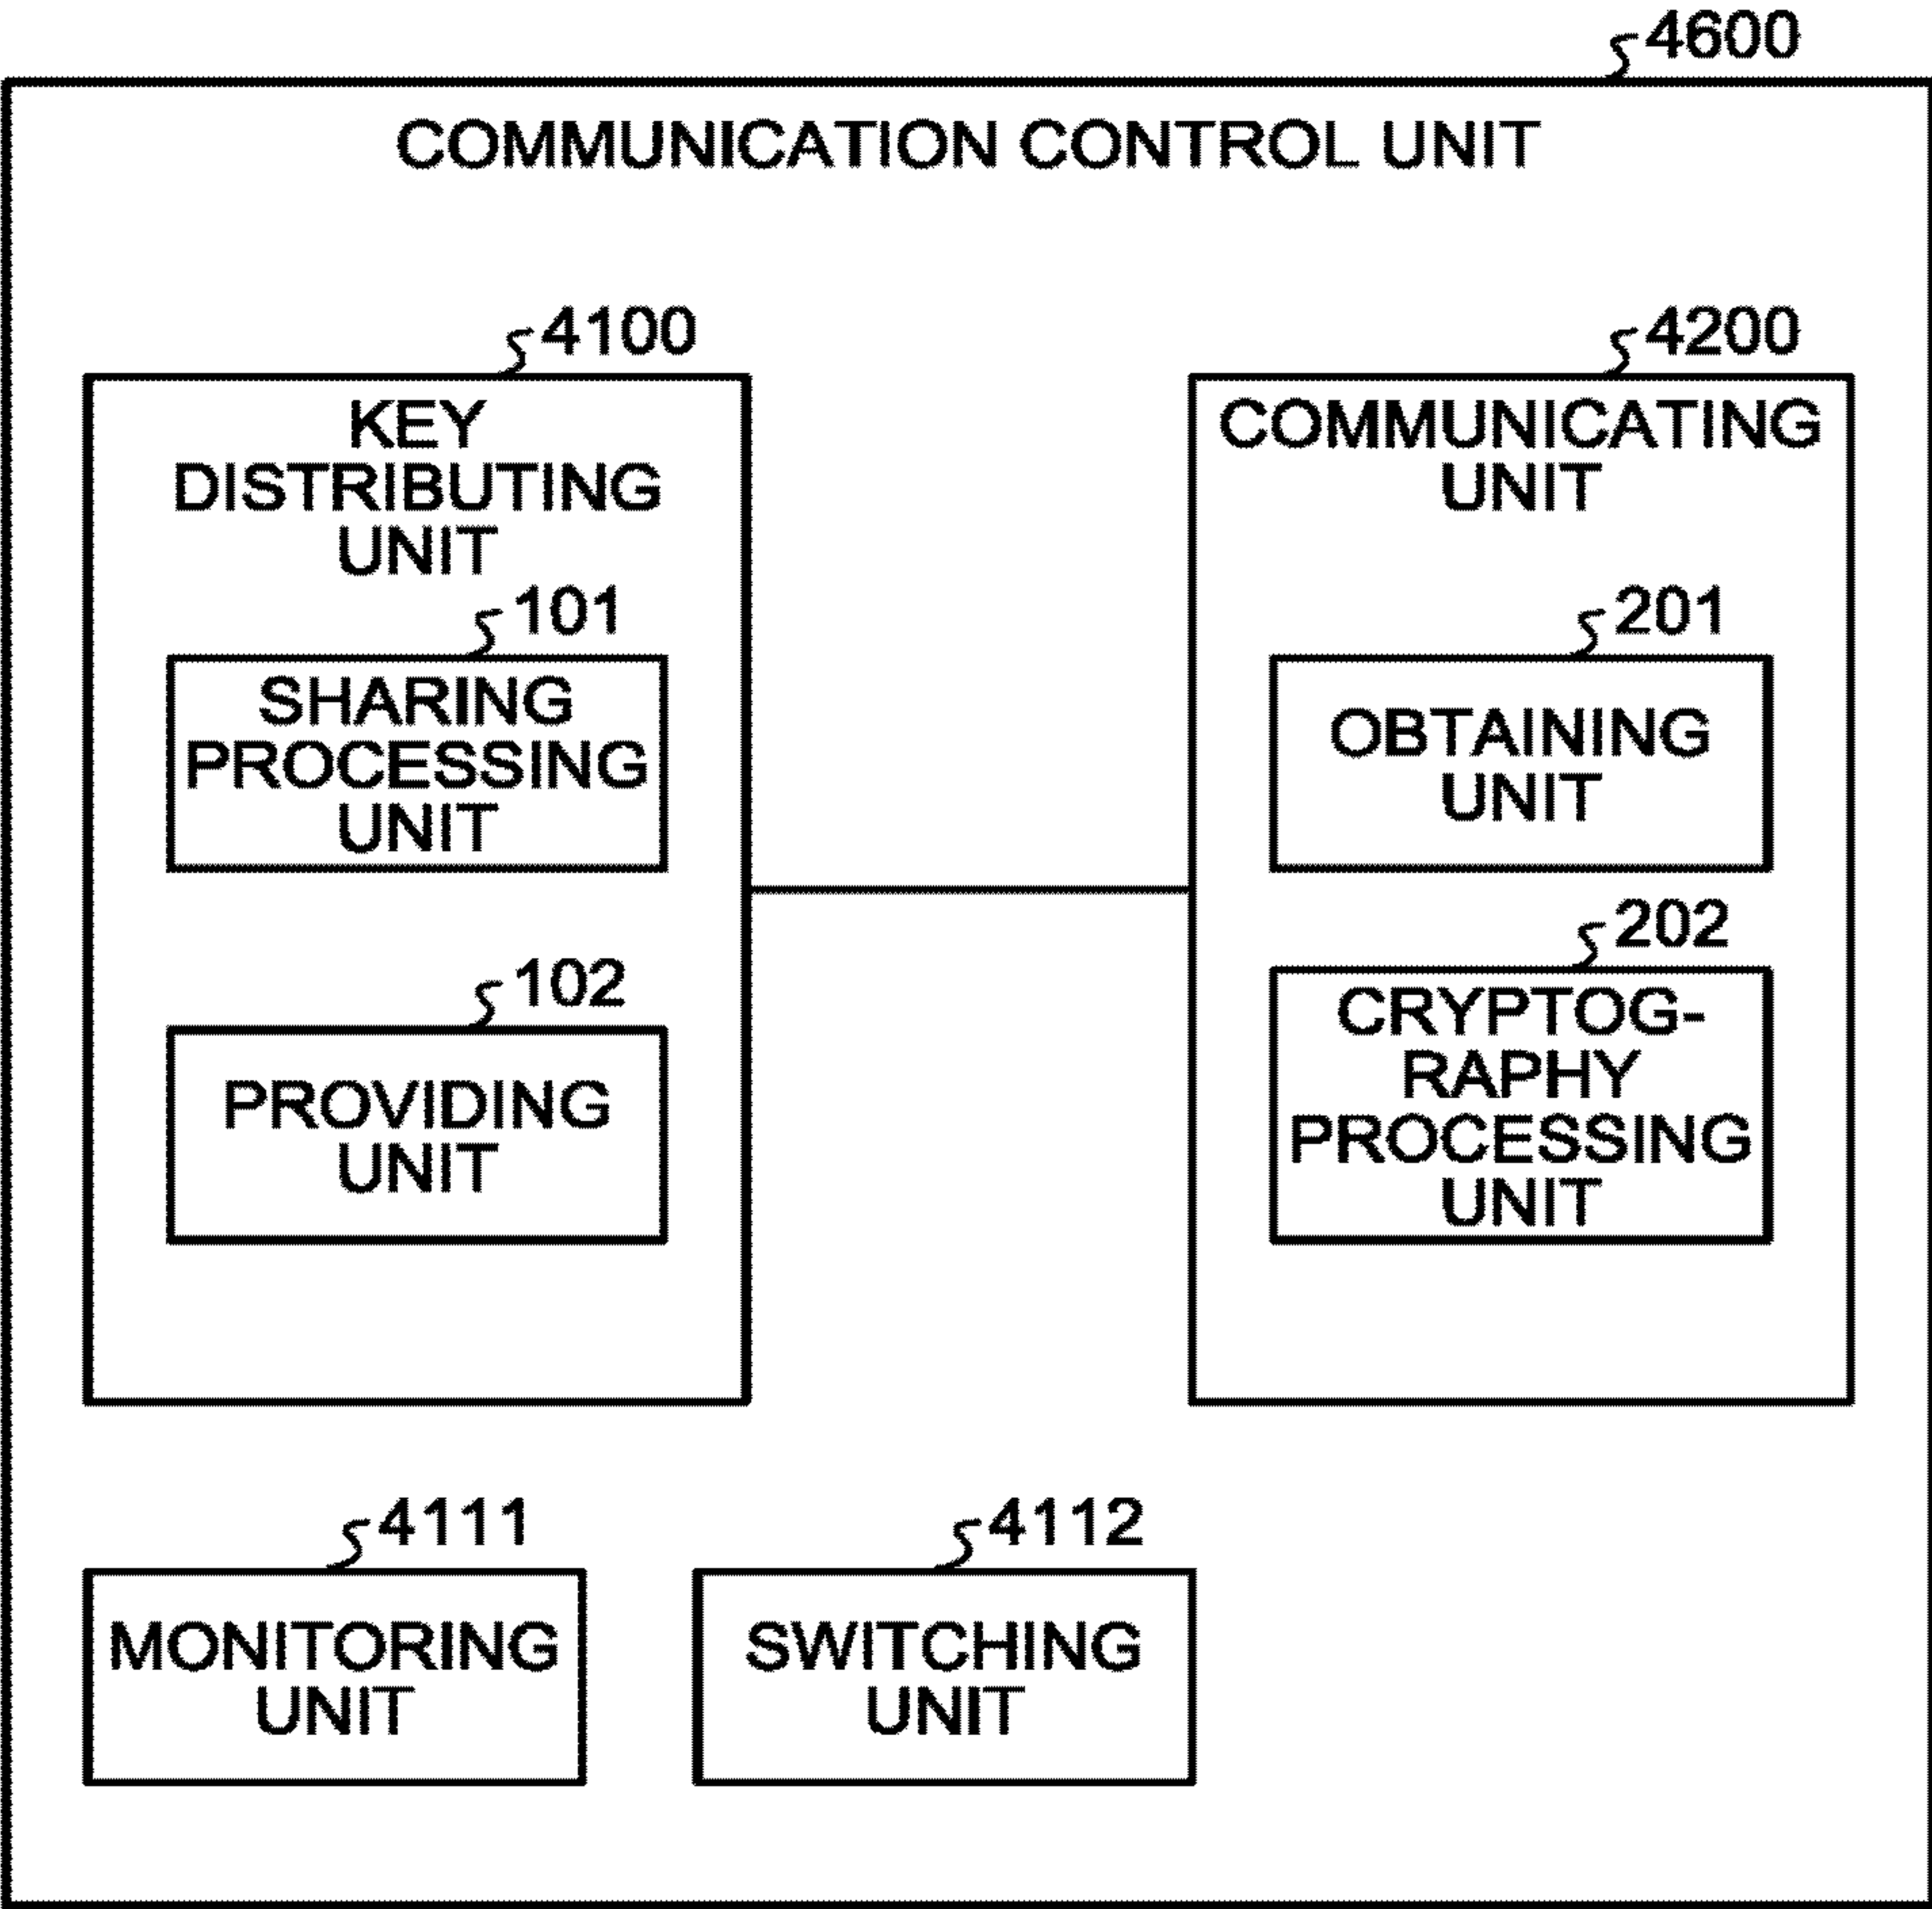 4600
COMMUNICATION CONTROL UNIT
4100
KEY
DISTRIBUTING
UNIT
101
SHARING
PROCESSING
UNIT
102
PROVIDING
UNIT
4200
COMMUNICATING
UNIT
201
OBTAINING
UNIT
202
CRYPTOG-
RAPHY
PROCESSING
UNIT
4111
MONITORING
UNIT
4112
SWITCHING
UNIT